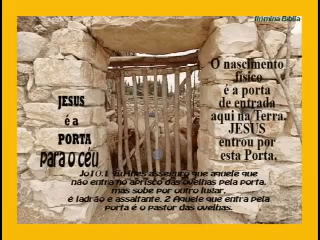 Ilumina Bíblia
JESUS
é a
PORTA
para o céu
O nascimento
físico
é a porta
de entrada
aqui na Terra.
JESUS
entrou por
esta Porta.
Jo10.1 Eu lhes asseguro que aquele que
não entra no aprisco das ovelhas pela porta,
mas sobe por outro lugar,
é ladrão e assaltante. 2 Aquele que entra pela
porta é o pastor das ovelhas.